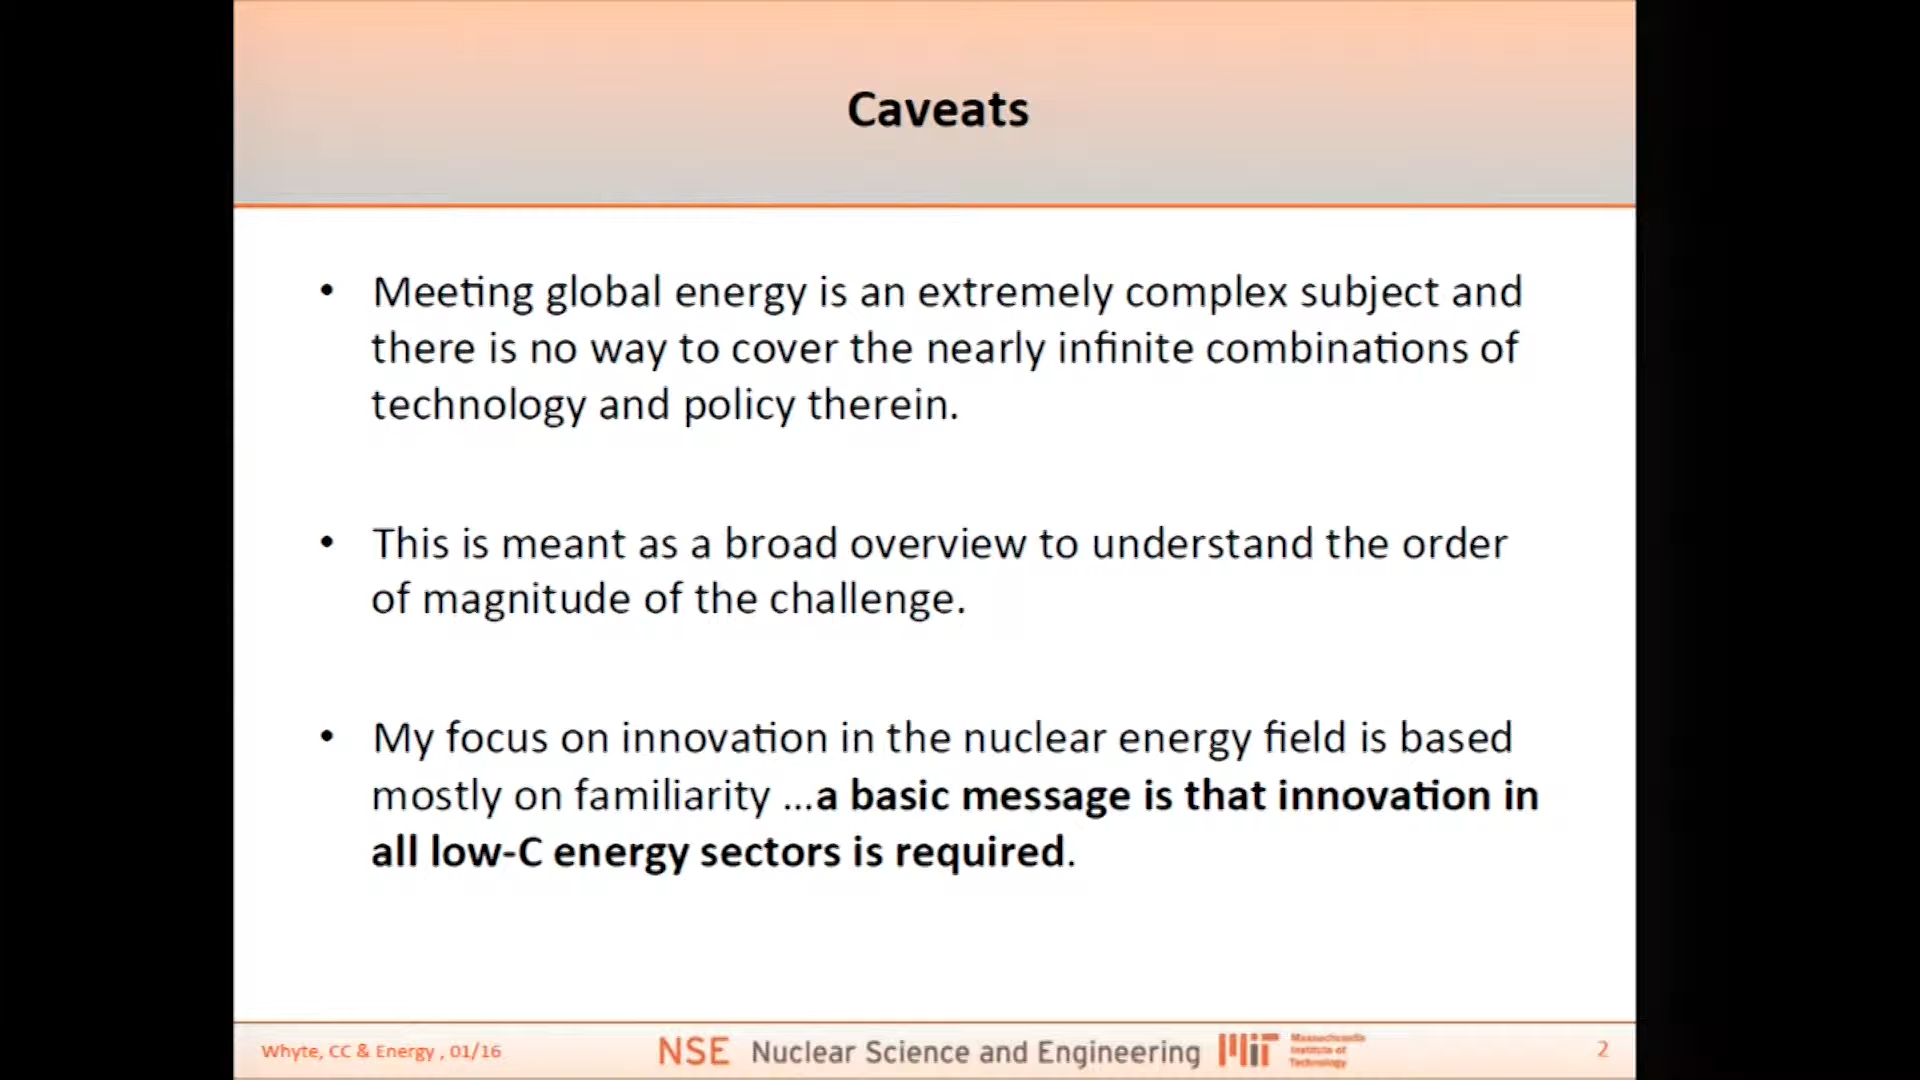 Caveats
• Meeting global energy is an extremely complex subject and
there is no way to cover the nearly infinite combinations of
technology and policy therein.
• This is meant as a broad overview to understand the order
of magnitude of the challenge.
• My focus on innovation in the nuclear energy field is based
mostly on familiarity ...a basic message is that innovation in
all low-C energy sectors is required.
Whyte, CC & Energy , 01/16
NSE Nuclear Science and Engineering
Massachusetts
Institute of
Technology
2